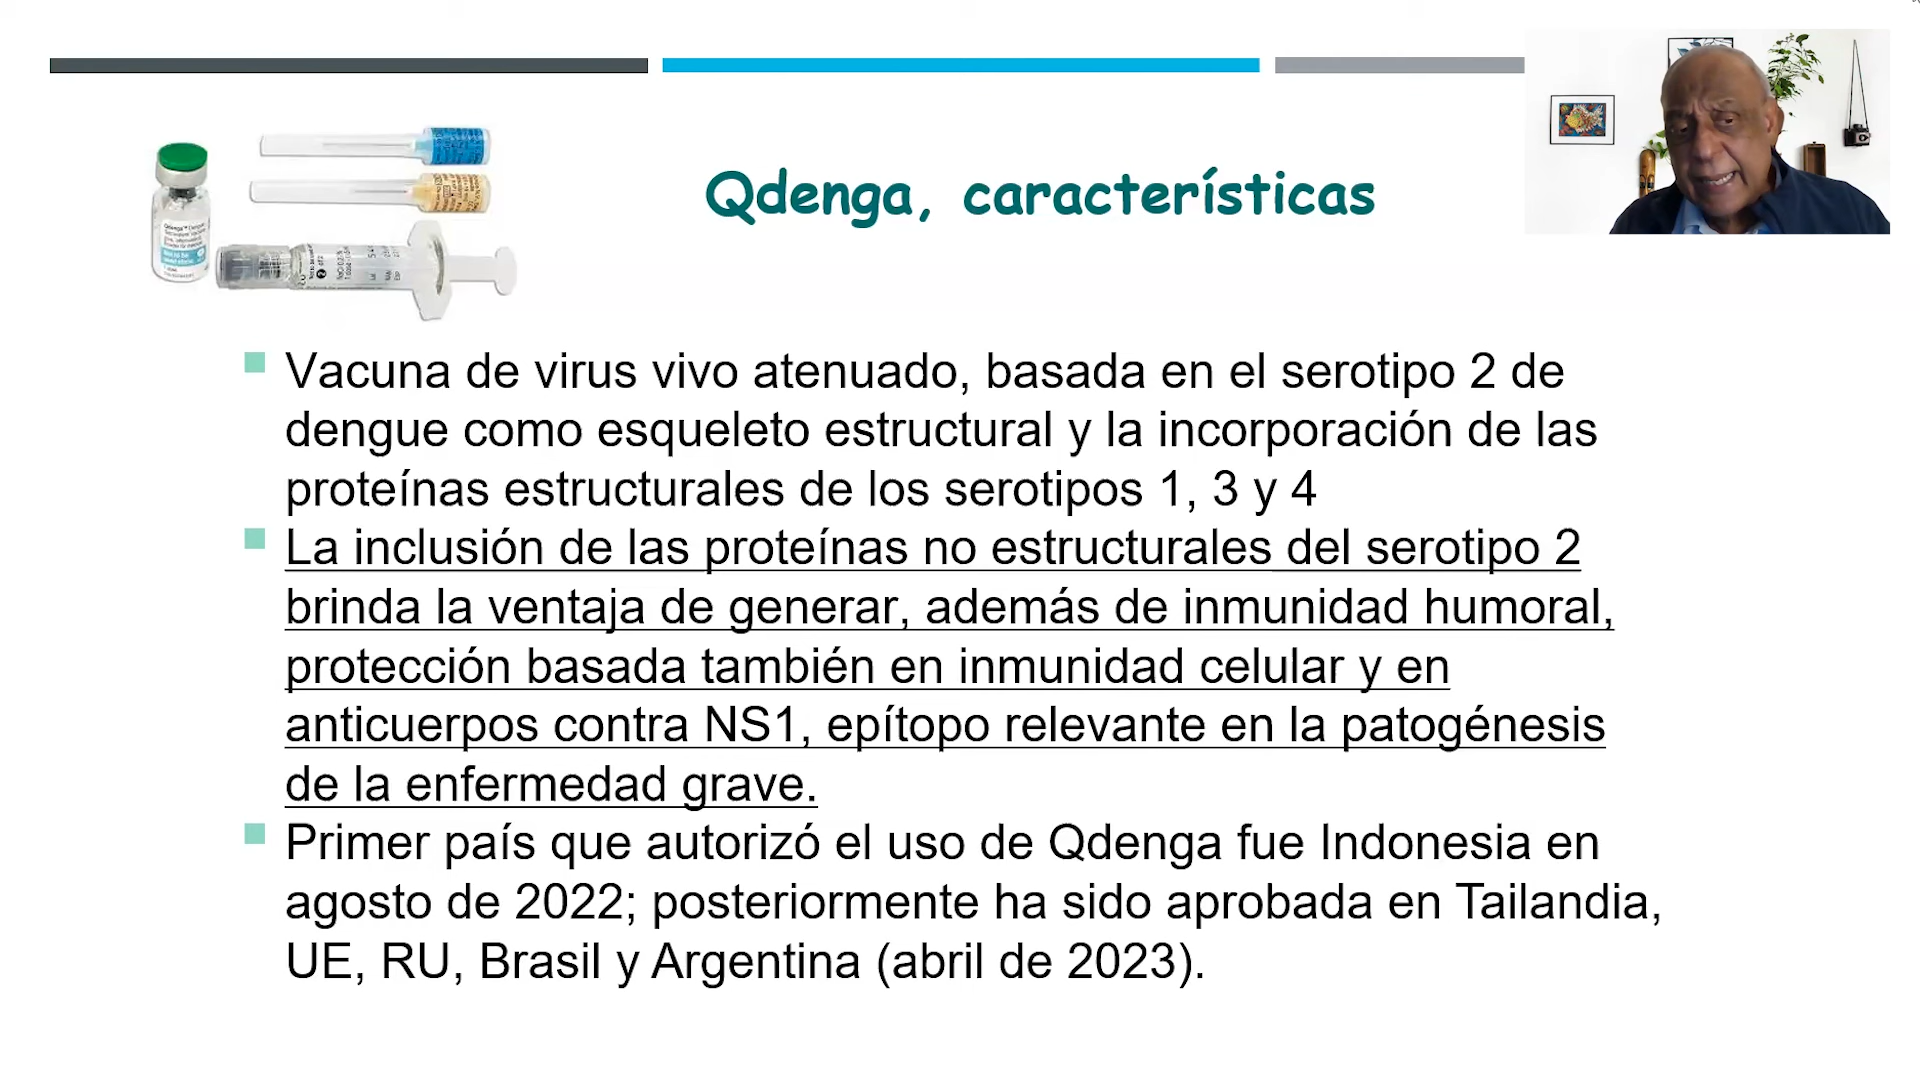 Qdenga, características
Vacuna de virus vivo atenuado, basada en el serotipo 2 de
dengue como esqueleto estructural y la incorporación de las
proteínas estructurales de los serotipos 1, 3 y 4
La inclusión de las proteínas no estructurales del serotipo 2
brinda la ventaja de generar, además de inmunidad humoral,
protección basada también en inmunidad celular y en
anticuerpos contra NS1, epítopo relevante en la patogénesis
de la enfermedad grave.
Primer país que autorizó el uso de Qdenga fue Indonesia en
agosto de 2022; posteriormente ha sido aprobada en Tailandia,
UE, RU, Brasil y Argentina (abril de 2023).